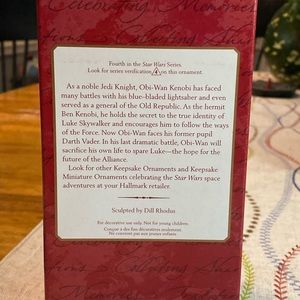 Celebrating Memories
Fourth in the Star Wars Series.
Look for series verification 4 on this ornament.
As a noble Jedi Knight, Obi-Wan Kenobi has faced
many battles with his blue-bladed lightsaber and even
served as a general of the Old Republic. As the hermit
Ben Kenobi, he holds the secret to the true identity of
Luke Skywalker and encourages him to follow the ways
of the Force. Now Obi-Wan faces his former pupil
Darth Vader. In his last dramatic battle, Obi-Wan will
sacrifice his own life to spare Luke—the hope for the
future of the Alliance.
Look for other Keepsake Ornaments and Keepsake
Miniature Ornaments celebrating the Star Wars space
adventures at your Hallmark retailer.
Sculpted by Dill Rhodus
For decorative use only. Not for young children.
Conçue à des fins décoratives seulement.
Ne convient pas aux jeunes enfants.